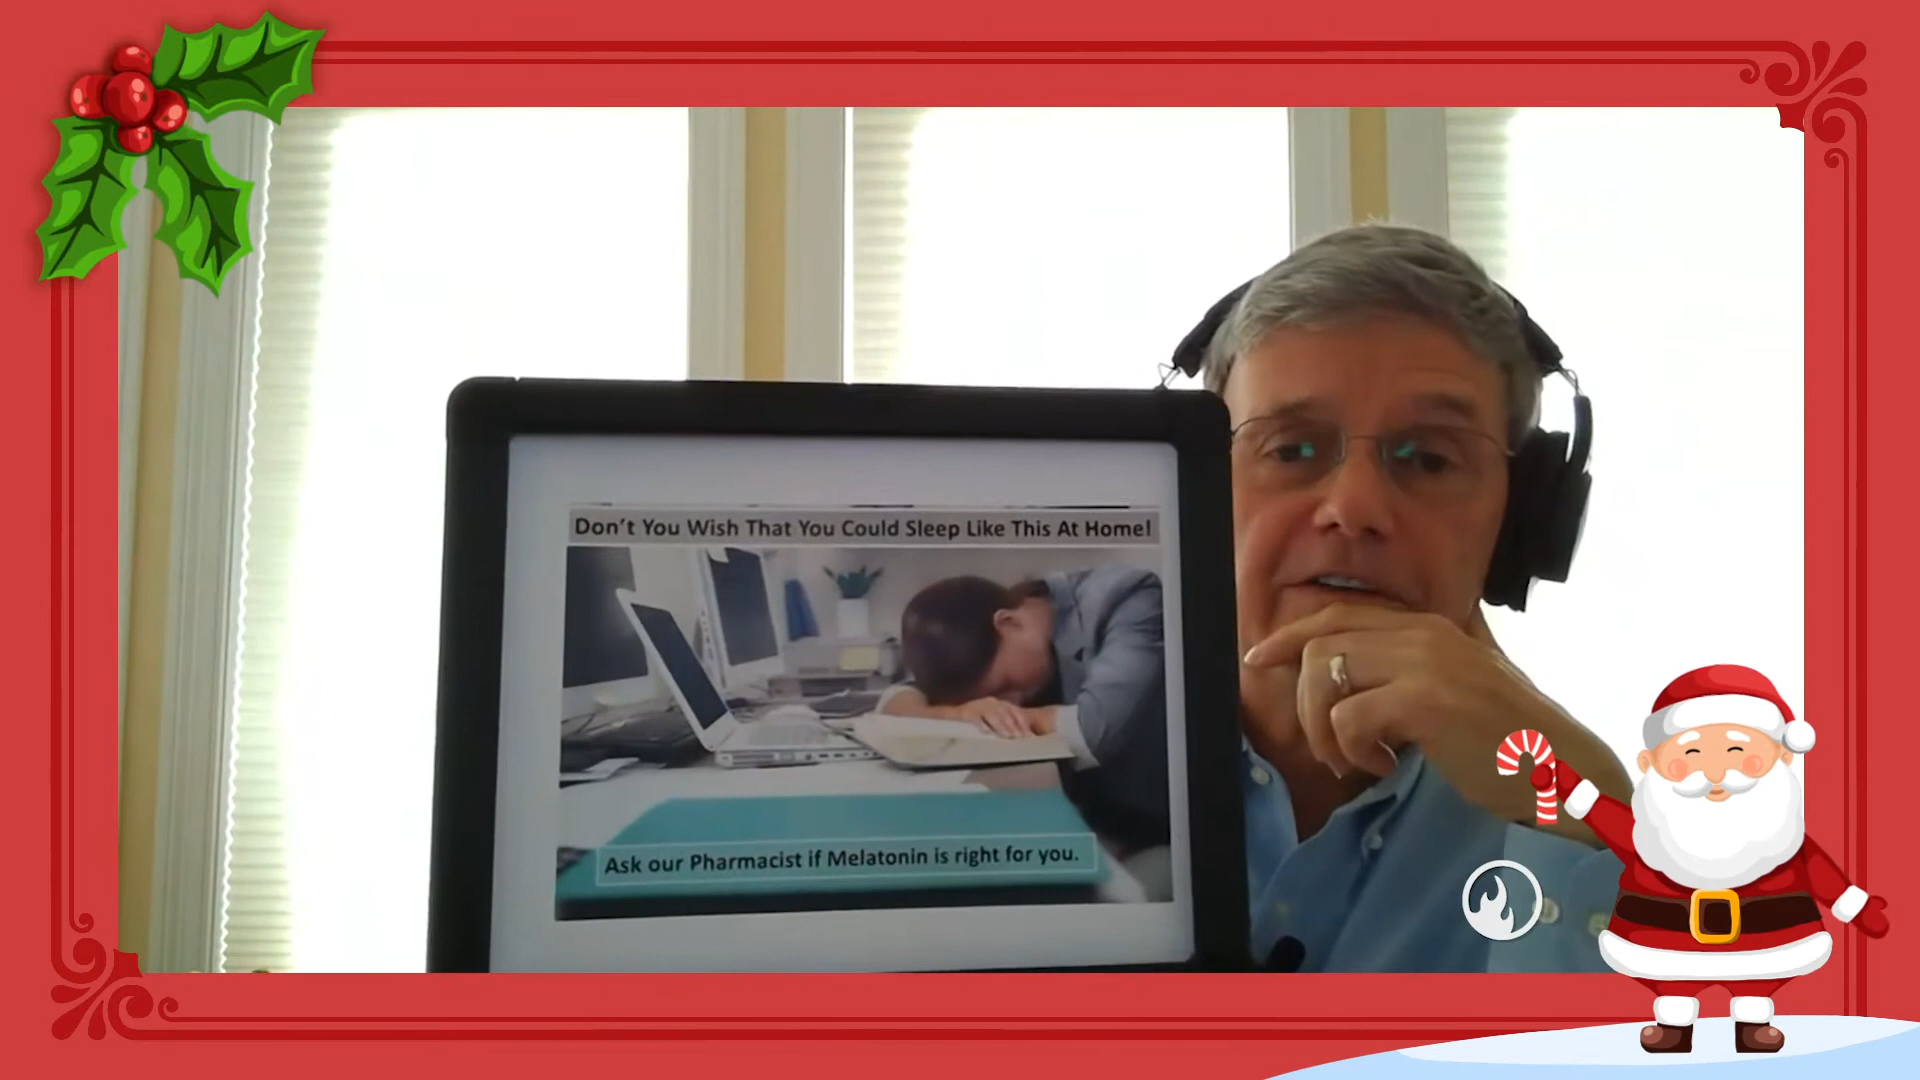 Don't You Wish That You Could Sleep Like This At Home!
Ask our Pharmacist if Melatonin is right for you.